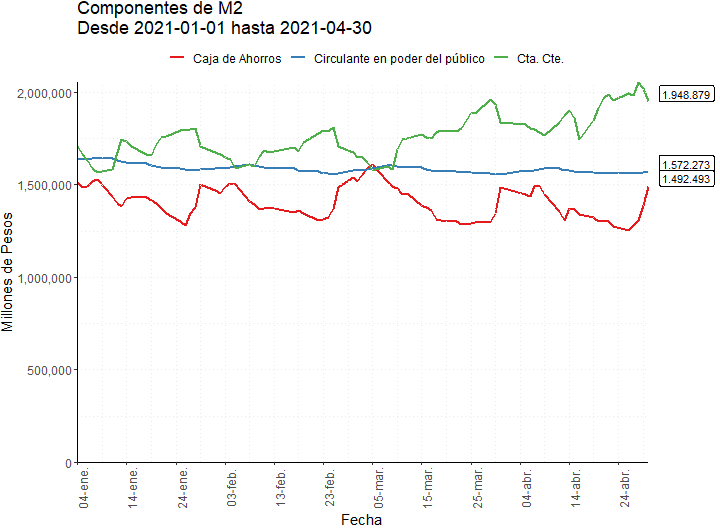 Componentes de M2
Desde 2021-01-01 hasta 2021-04-30
Caja de Ahorros Circulante en poder del público Cta. Cte.
Millones de Pesos
2,000,000
1,500,000
1,000,000
500,000
0
1.948.879
1.572.273
1.492.493
04-ene.
14-ene.
24-ene.
03-feb.
13-feb.
23-feb.
05-mar.
15-mar.
25-mar.
04-abr.
14-abr.
24-abr.
Fecha